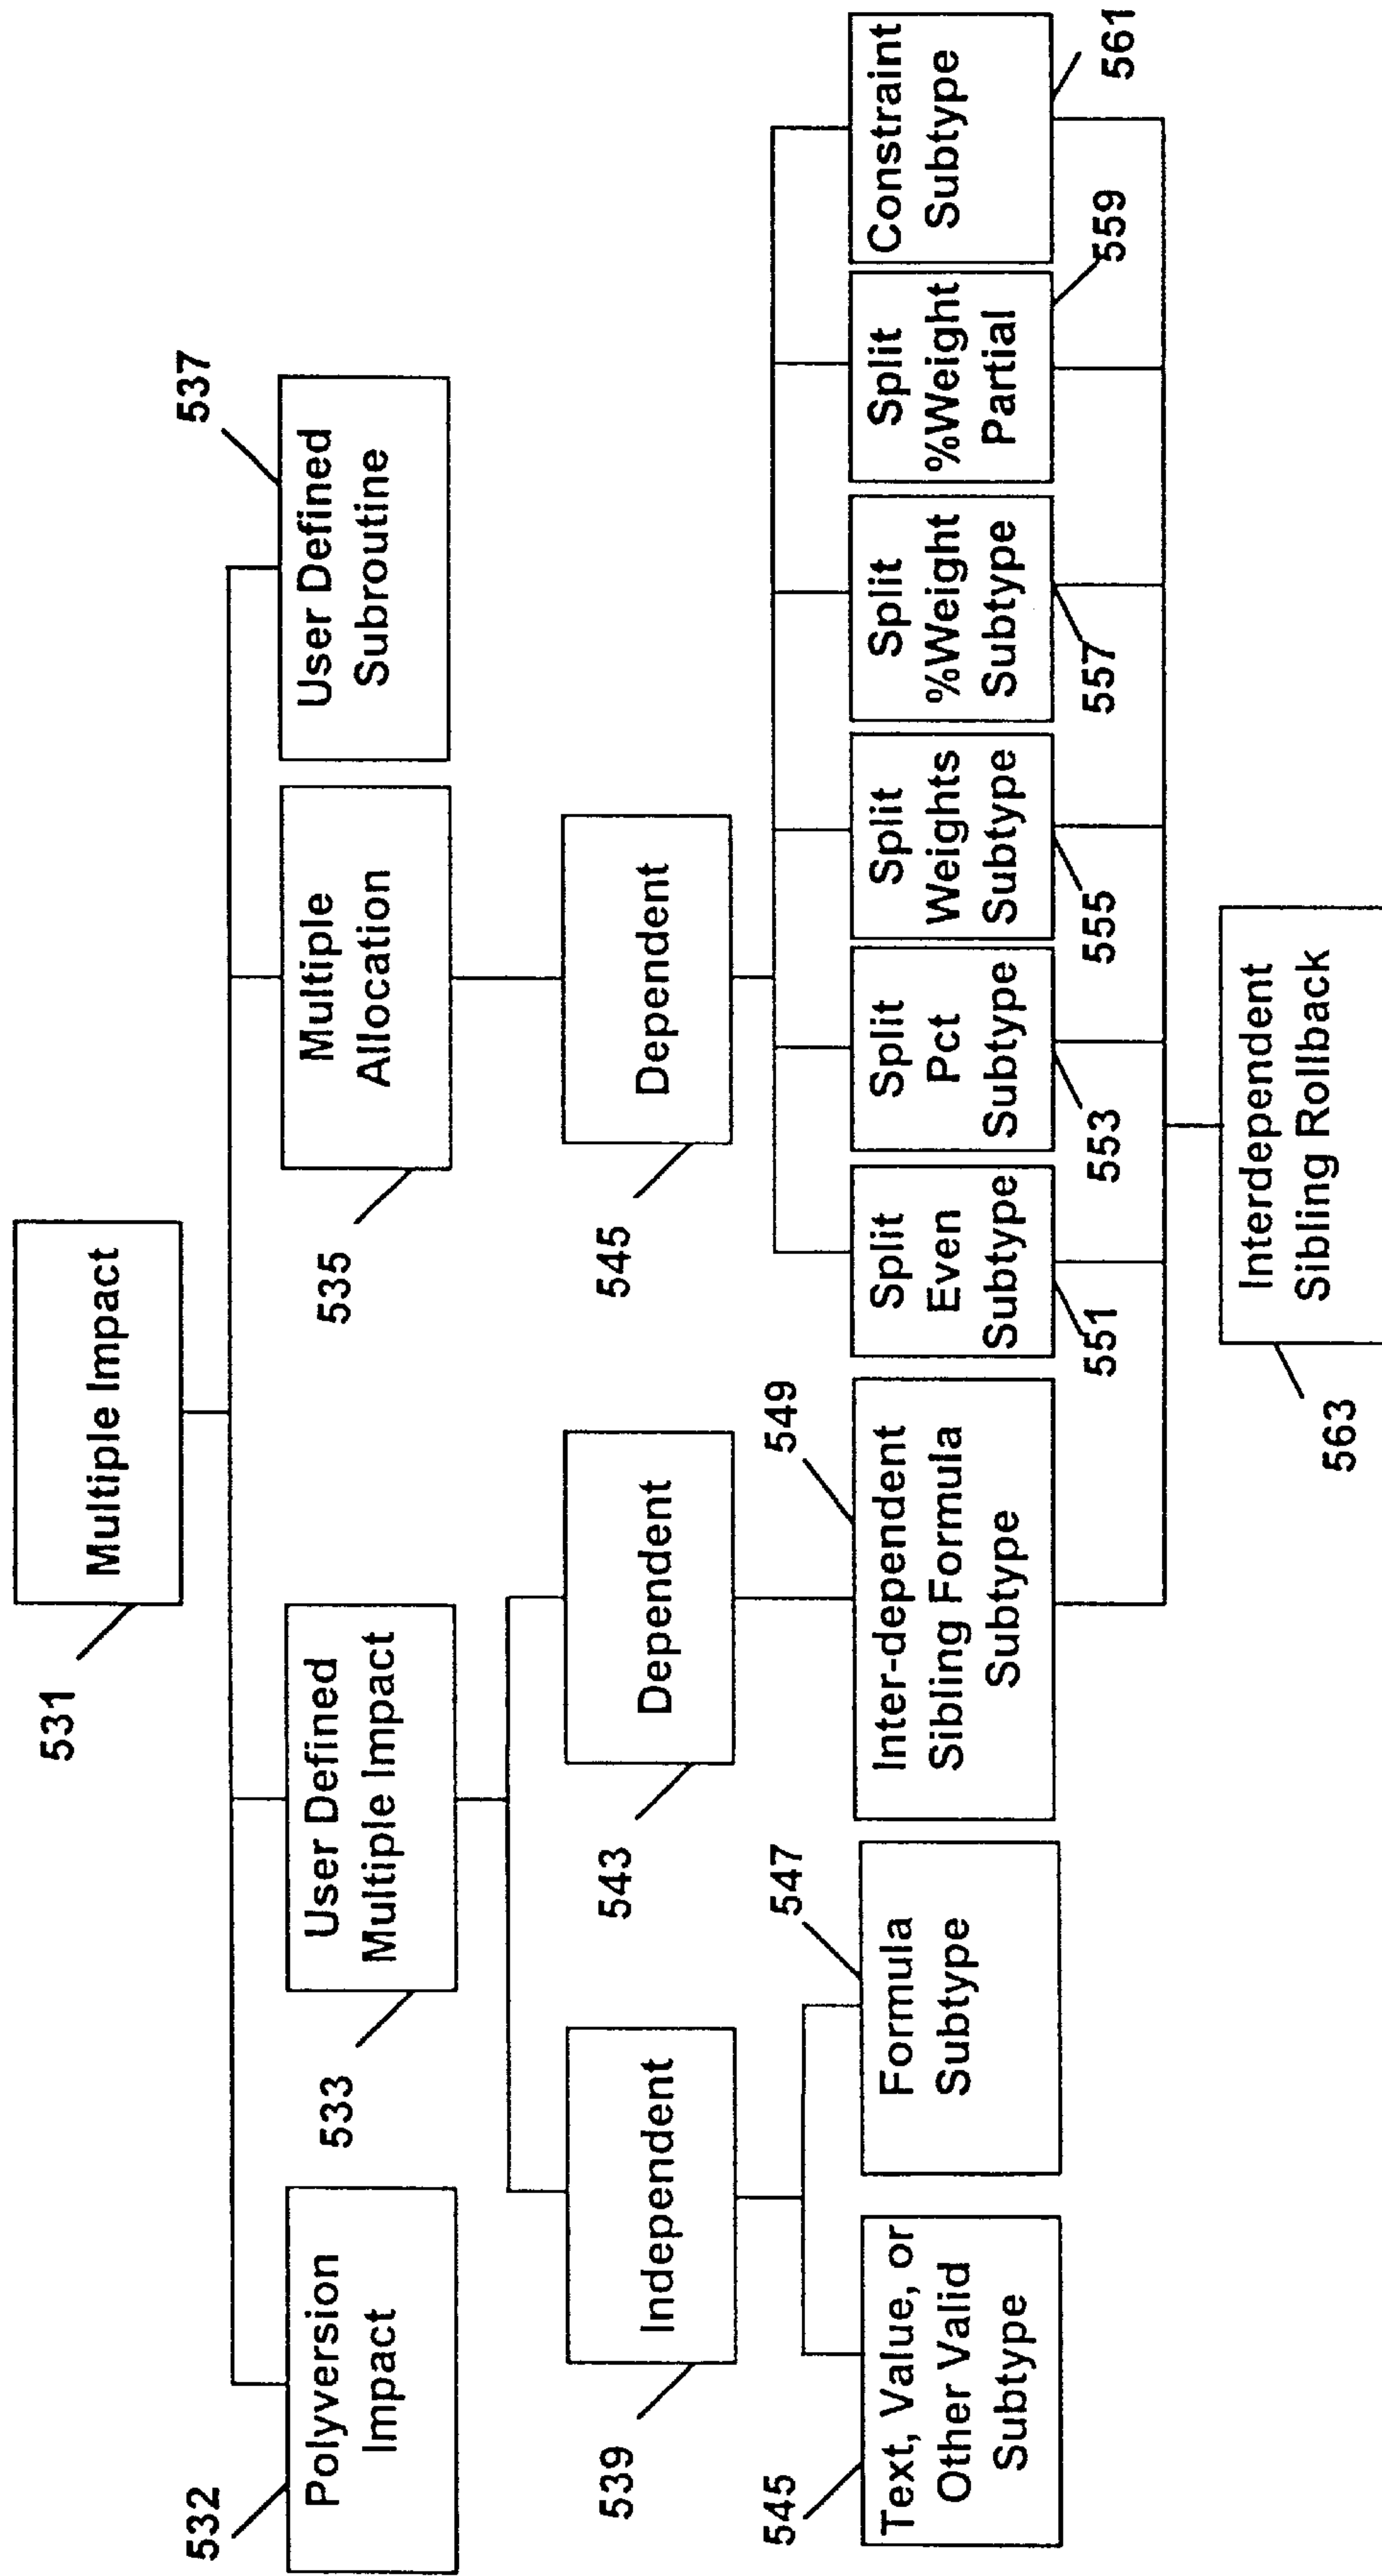 531
Multiple Impact
532
Polyversion
Impact
533
User Defined
Multiple Impact
535
Multiple
Allocation
537
User Defined
Subroutine
539
Independent
543
Dependent
545
Dependent
545
Text, Value, or
Other Valid
Subtype
547
Formula
Subtype
549
Inter-dependent
Sibling Formula
Subtype
551
Split
Even
Subtype
553
Split
Pct
Subtype
555
Split
Weights
Subtype
557
Split
%Weight
Subtype
559
Split
%Weight
Partial
561
Constraint
Subtype
563
Interdependent
Sibling Rollback